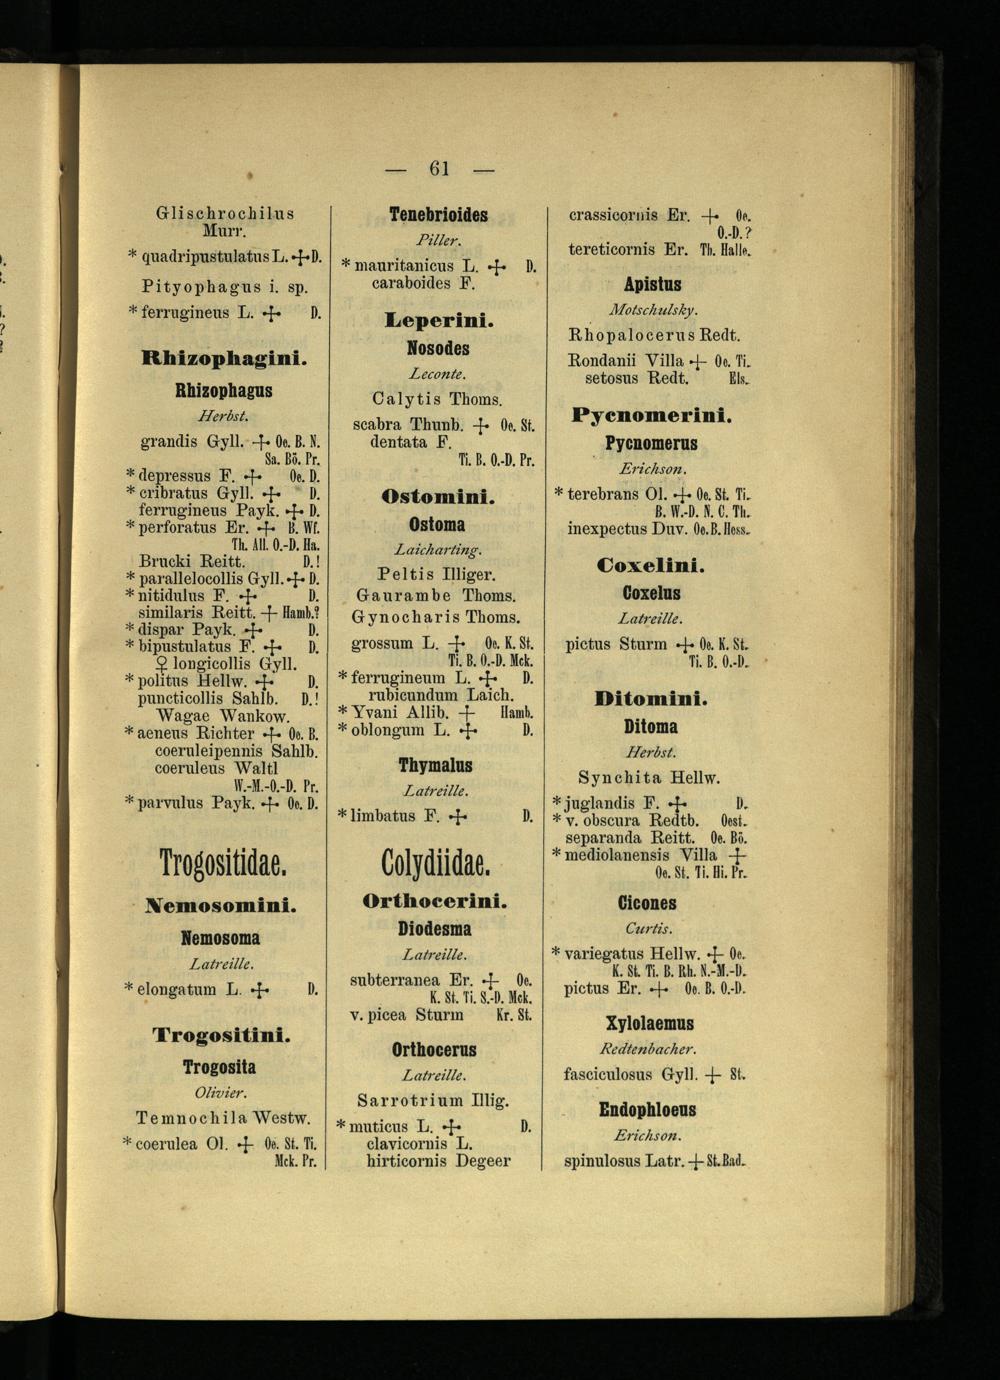 — 61 —
Glischrochilus
Murr.
* quadripustulatus L. ·+· D.
Pityophagus i. sp.
* ferrugineus L. ·+· D.
Rhizophagini.
Rhizophagus
Herbst.
grandis Gyll. ·+ Oe. B. N.
Sa. Bö. Pr.
* depressus F. ·+· Oe. D.
* cribratus Gyll. ·+· D.
ferrugineus Payk. ·+· D.
* perforatus Er. ·+· B. Wf.
Th. All. O.-D. Ha.
Brucki Reitt. D.!
* parallelocollis Gyll. ·+· D.
* nitidulus F. ·+· D.
similaris Reitt. + Hamb.?
* dispar Payk. ·+· D.
* bipustulatus F. ·+· D.
♀ longicollis Gyll.
* politus Hellw. ·+· D.
puncticollis Sahlb. D.!
Wagae Wankow.
* aeneus Richter ·+· Oe. B.
coeruleipennis Sahlb.
coeruleus Waltl
W.-M.-O.-D. Pr.
* parvulus Payk. ·+· Oe. D.
Trogositidae.
Nemosomini.
Nemosoma
Latreille.
* elongatum L. ·+· D.
Trogositini.
Trogosita
Olivier.
Temnochila Westw.
* coerulea Ol. ·+ Oe. St. Ti.
Mck. Pr.
Tenebrioides
Piller.
* mauritanicus L. ·+· D.
caraboides F.
Leperini.
Nosodes
Leconte.
Calytis Thoms.
scabra Thunb. ·+· Oe. St.
dentata F.
Ti. B. O.-D. Pr.
Ostomini.
Ostoma
Laicharting.
Peltis Illiger.
Gaurambe Thoms.
Gynocharis Thoms.
grossum L. ·+· Oe. K. St.
Ti. B. O.-D. Mck.
* ferrugineum L. ·+· D.
rubicundum Laich.
* Yvani Allib. ·+ Hamb.
* oblongum L. ·+· D.
Thymalus
Latreille.
* limbatus F. ·+· D.
Colydiidae.
Orthocerini.
Diodesma
Latreille.
subterranea Er. ·+ Oe.
K. St. Ti. S.-D. Mck.
v. picea Sturm Kr. St.
Orthocerus
Latreille.
Sarrotrium Illig.
* muticus L. ·+· D.
clavicornis L.
hirticornis Degeer
crassicornis Er. +· Oe.
O.-D.?
tereticornis Er. Th. Halle.
Apistus
Motschulsky.
Rhopalocerus Redt.
Rondanii Villa ·+ Oe. Ti.
setosus Redt. Els.
Pycnomerini.
Pycnomerus
Erichson.
* terebrans Ol. ·+· Oe. St. Ti.
B. W.-D. N. C. Th.
inexpectus Duv. Oe. B. Hess.
Coxelini.
Coxelus
Latreille.
pictus Sturm ·+· Oe. K. St.
Ti. B. O.-D.
Ditomini.
Ditoma
Herbst.
Synchita Hellw.
* juglandis F. ·+· D.
* v. obscura Redtb. Oest.
separanda Reitt. Oe. Bö.
* mediolanensis Villa ·+
Oe. St. Ti. Hi. Pr.
Cicones
Curtis.
* variegatus Hellw. ·+ Oe.
K. St. Ti. B. Rh. N.-M.-D.
pictus Er. ·+· Oe. B. O.-D.
Xylolaemus
Redtenbacher.
fasciculosus Gyll. + St.
Endophloeus
Erichson.
spinulosus Latr. + St. Bad.